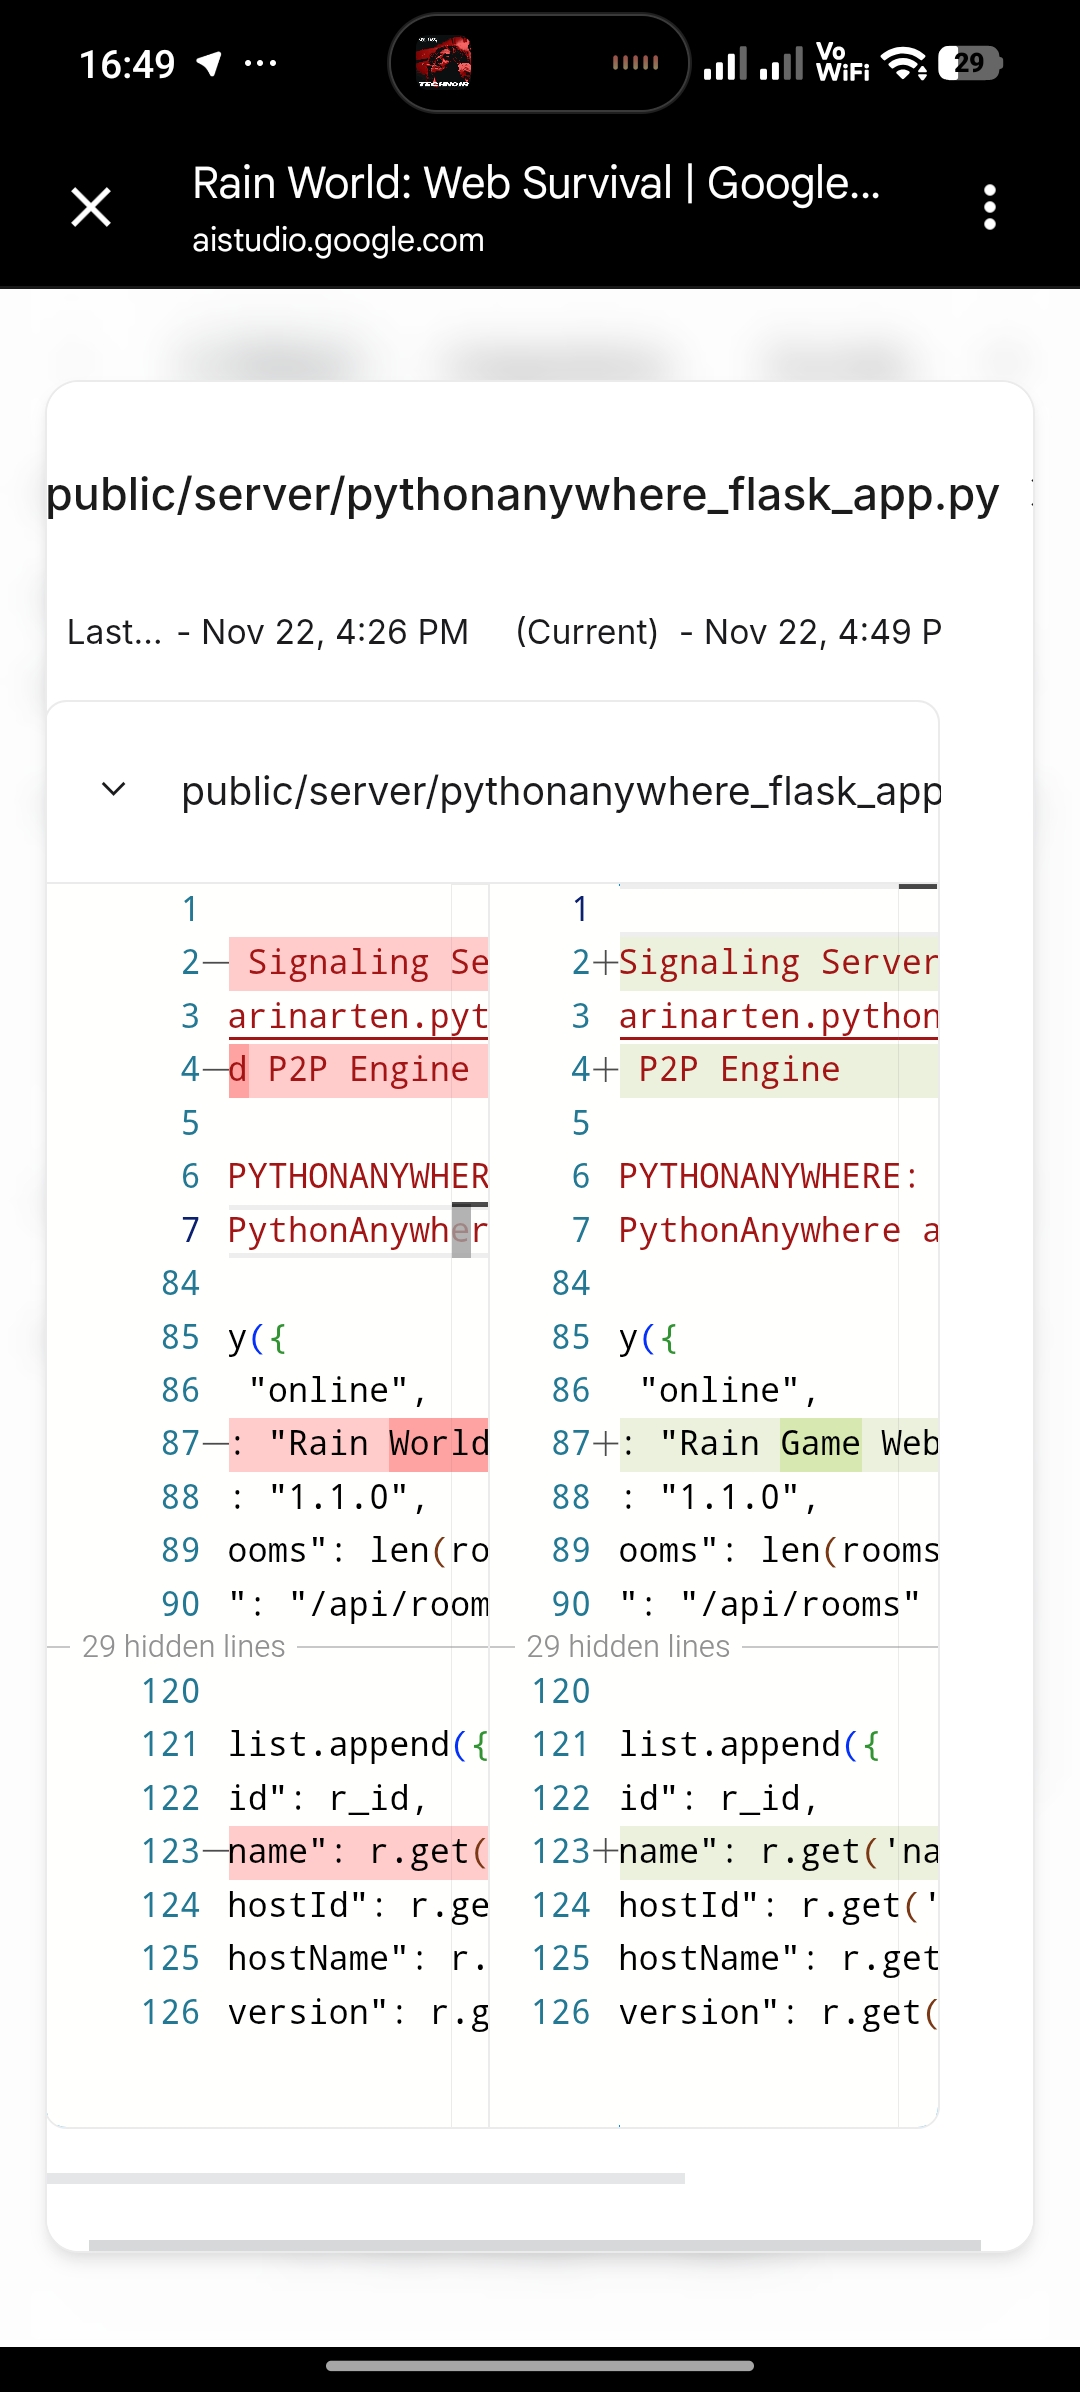 16:49
Vo
WiFi
29
TECHNOIR
Rain World: Web Survival | Google...
aistudio.google.com
public/server/pythonanywhere_flask_app.py
Last... - Nov 22, 4:26 PM (Current) - Nov 22, 4:49 P
public/server/pythonanywhere_flask_app
1 1
2— Signaling Se 2+Signaling Server
3 arinarten.pyt 3 arinarten.python
4—d P2P Engine 4+ P2P Engine
5 5
6 PYTHONANYWHER 6 PYTHONANYWHERE:
7 PythonAnywher 7 PythonAnywhere a
84 84
85 y({ 85 y({
86 "online", 86 "online",
87—: "Rain World 87+: "Rain Game Web
88 : "1.1.0", 88 : "1.1.0",
89 ooms": len(ro 89 ooms": len(rooms
90 ": "/api/room 90 ": "/api/rooms"
29 hidden lines 29 hidden lines
120 120
121 list.append({ 121 list.append({
122 id": r_id, 122 id": r_id,
123—name": r.get( 123+name": r.get('na
124 hostId": r.ge 124 hostId": r.get('
125 hostName": r. 125 hostName": r.get
126 version": r.g 126 version": r.get(